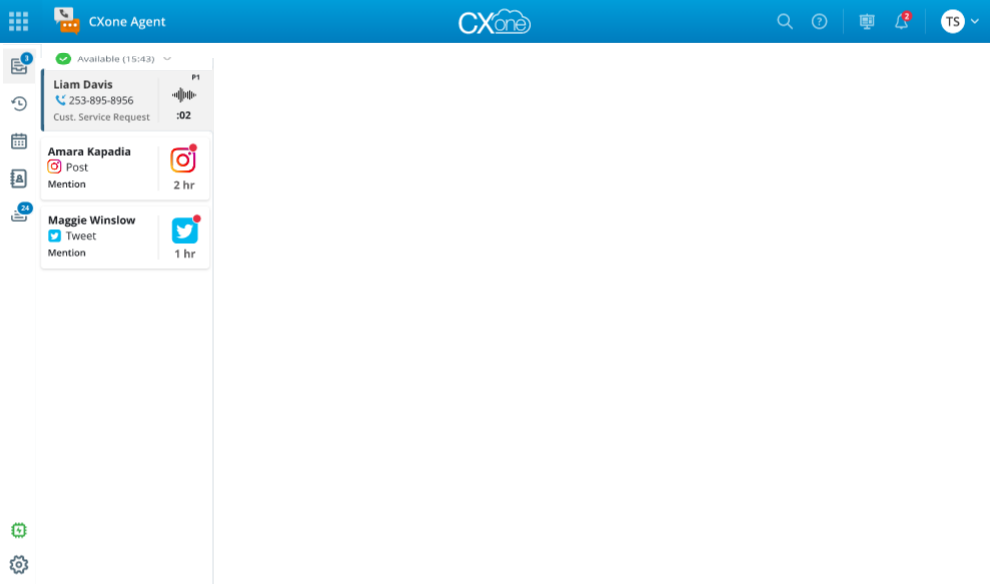 CXone Agent
CXone
2
TS
3
Available (15:43)
Liam Davis
253-895-8956
Cust. Service Request
P1
:02
Amara Kapadia
Post
Mention
2 hr
24
Maggie Winslow
Tweet
Mention
1 hr